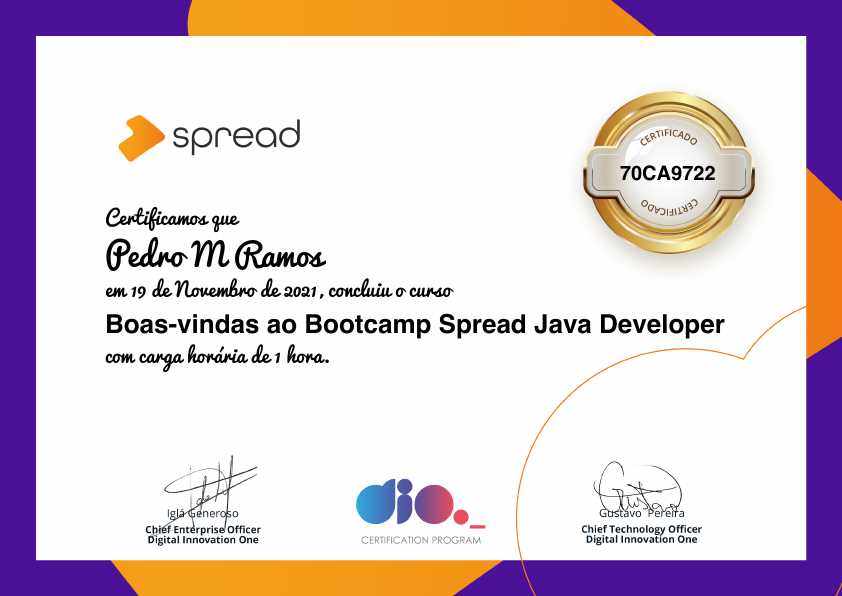 spread
CERTIFICADO
70CA9722
CERTIFICADO
Certificamos que
Pedro M Ramos
em 19 de Novembro de 2021, concluiu o curso
Boas-vindas ao Bootcamp Spread Java Developer
com carga horária de 1 hora.
Iglá Generoso
Chief Enterprise Officer
Digital Innovation One
dio._
CERTIFICATION PROGRAM
Gustavo Pereira
Chief Technology Officer
Digital Innovation One